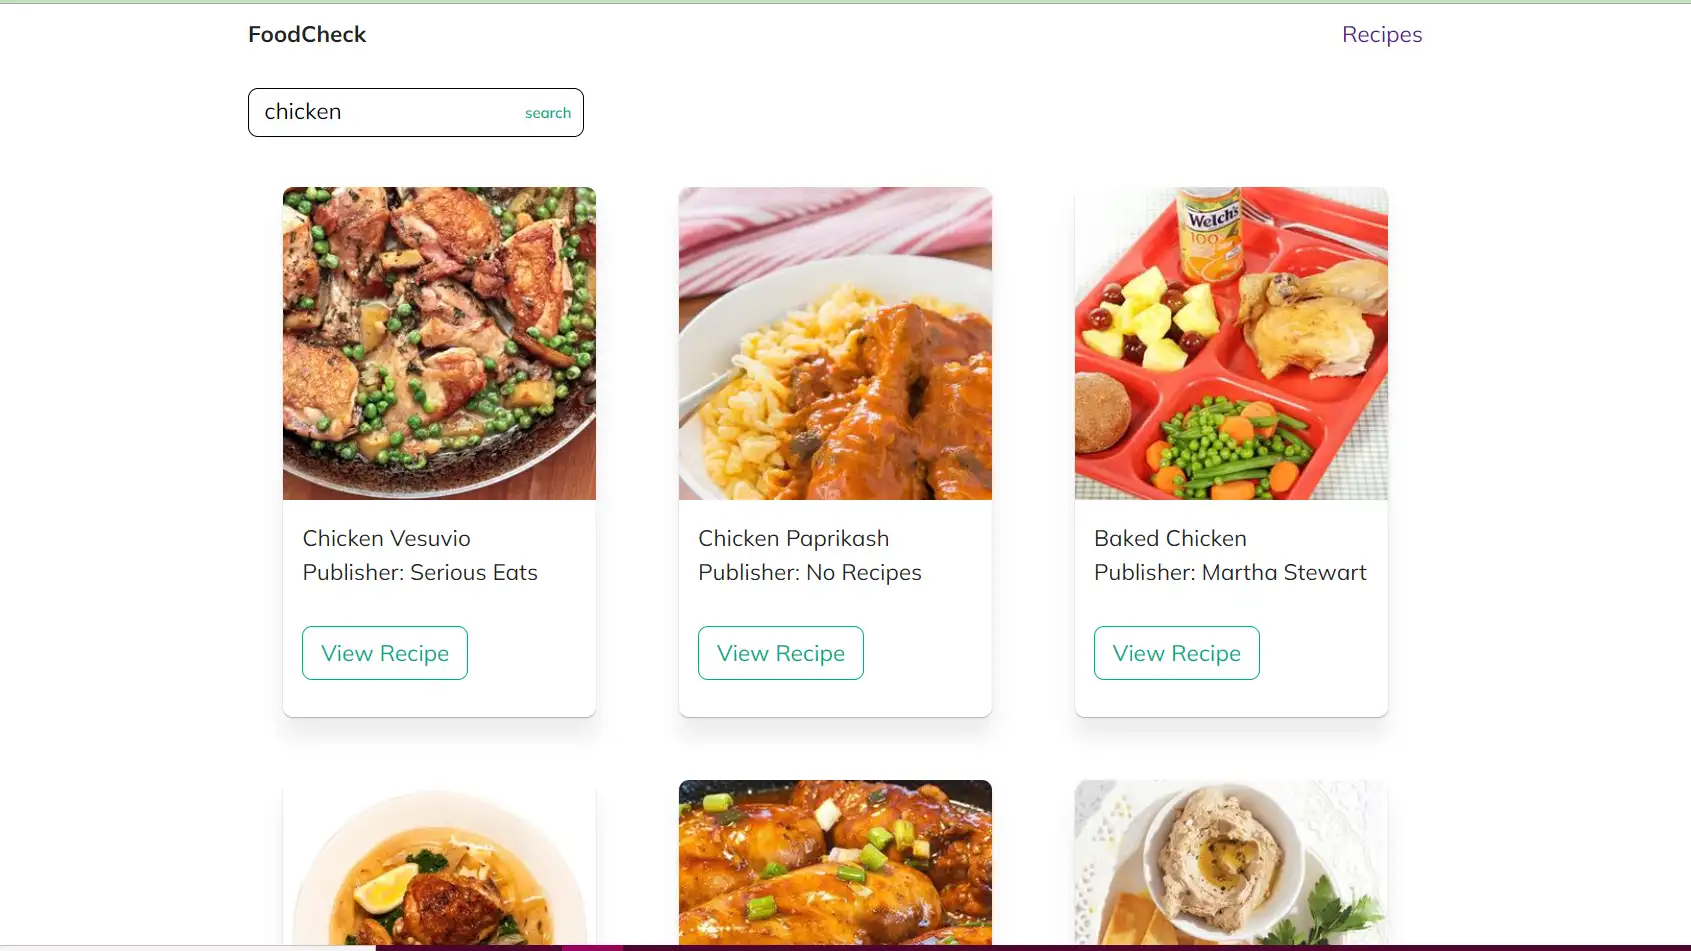 FoodCheck
Recipes
chicken
search
Welch's
100
Chicken Vesuvio
Publisher: Serious Eats
View Recipe
Chicken Paprikash
Publisher: No Recipes
View Recipe
Baked Chicken
Publisher: Martha Stewart
View Recipe